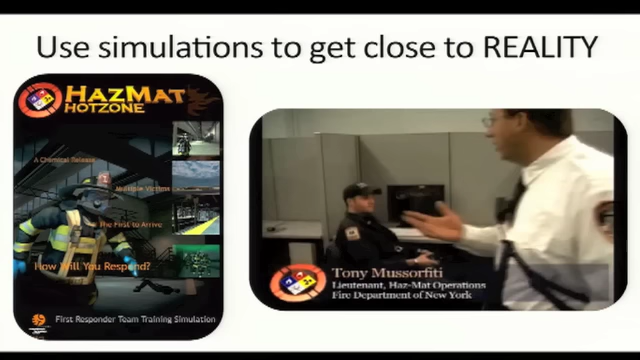 Use simulations to get close to REALITY
HAZMAT
HOTZONE
A Chemical Release
Multiple Victims
The First to Arrive
How Will You Respond?
First Responder Team Training Simulation
Tony Mussorfiti
Lieutenant, Haz-Mat Operations
Fire Department of New York